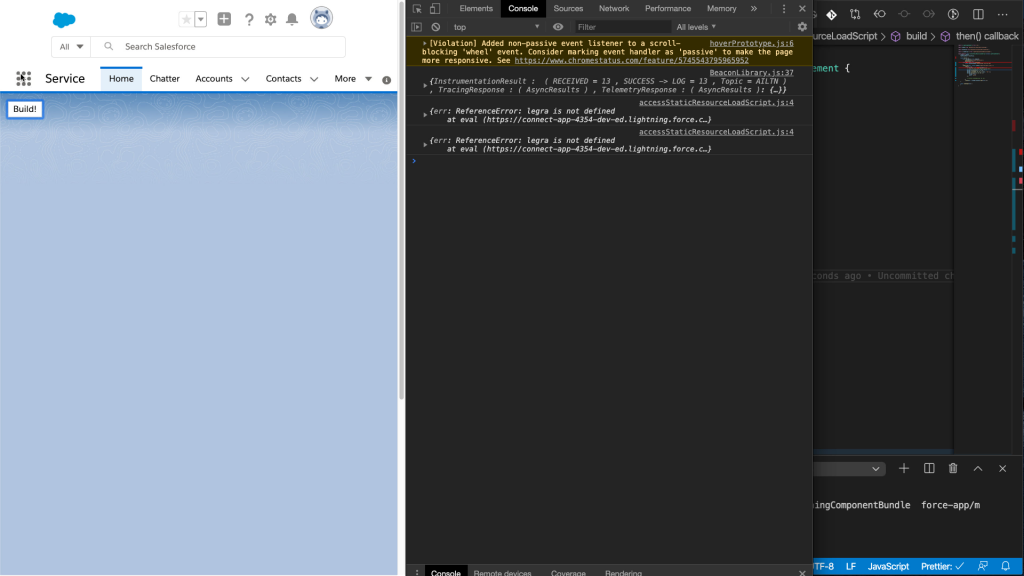 All
Search Salesforce
Service
Home
Chatter
Accounts
Contacts
More
Build!
Elements
Console
Sources
Network
Performance
Memory
»
top
Filter
All levels
[Violation] Added non-passive event listener to a scroll-
hoverPrototype.js:6
blocking 'wheel' event. Consider marking event handler as 'passive' to make the page
more responsive. See https://www.chromestatus.com/feature/5745543795965952
BeaconLibrary.js:37
{InstrumentationResult : ( RECEIVED = 13 , SUCCESS -> LOG = 13 , Topic = AILTN )
, TracingResponse : ( AsyncResults ) , TelemetryResponse : ( AsyncResults ): {…}}
accessStaticResourceLoadScript.js:4
{err: ReferenceError: legra is not defined
at eval (https://connect-app-4354-dev-ed.lightning.force.c…}
accessStaticResourceLoadScript.js:4
{err: ReferenceError: legra is not defined
at eval (https://connect-app-4354-dev-ed.lightning.force.c…}
Console
Remote devices
Coverage
Rendering
urceLoadScript > build > then() callback
ement {
conds ago • Uncommitted ch
ningComponentBundle force-app/m
UTF-8
LF
JavaScript
Prettier: ✓